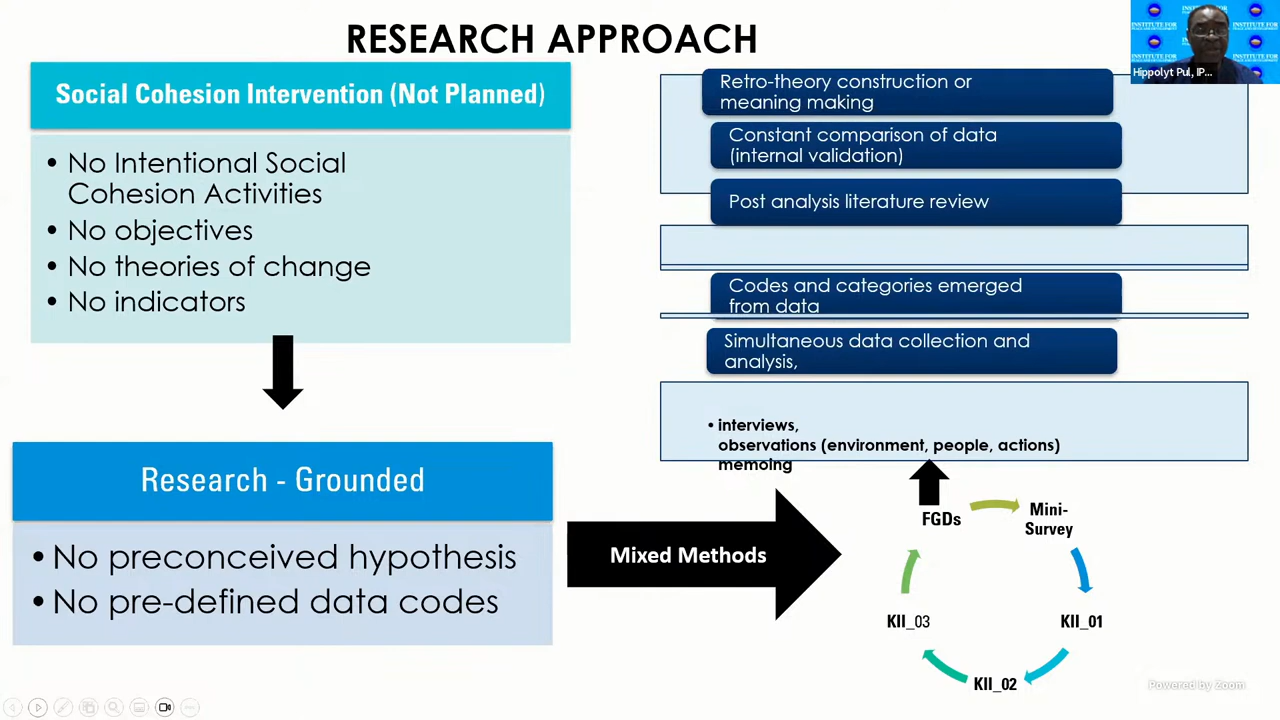 RESEARCH APPROACH
Social Cohesion Intervention (Not Planned)
• No Intentional Social
Cohesion Activities
• No objectives
• No theories of change
• No indicators
Research - Grounded
• No preconceived hypothesis
• No pre-defined data codes
Mixed Methods
Retro-theory construction or
meaning making
Constant comparison of data
(internal validation)
Post analysis literature review
Codes and categories emerged
from data
Simultaneous data collection and
analysis,
• interviews,
observations (environment, people, actions)
memoing
FGDs
Mini-
Survey
KII_01
KII_02
KII_03
INSTITUTE FOR
INSTITUTE FOR
Hippolyt Pul, IP...
Powered by Zoom